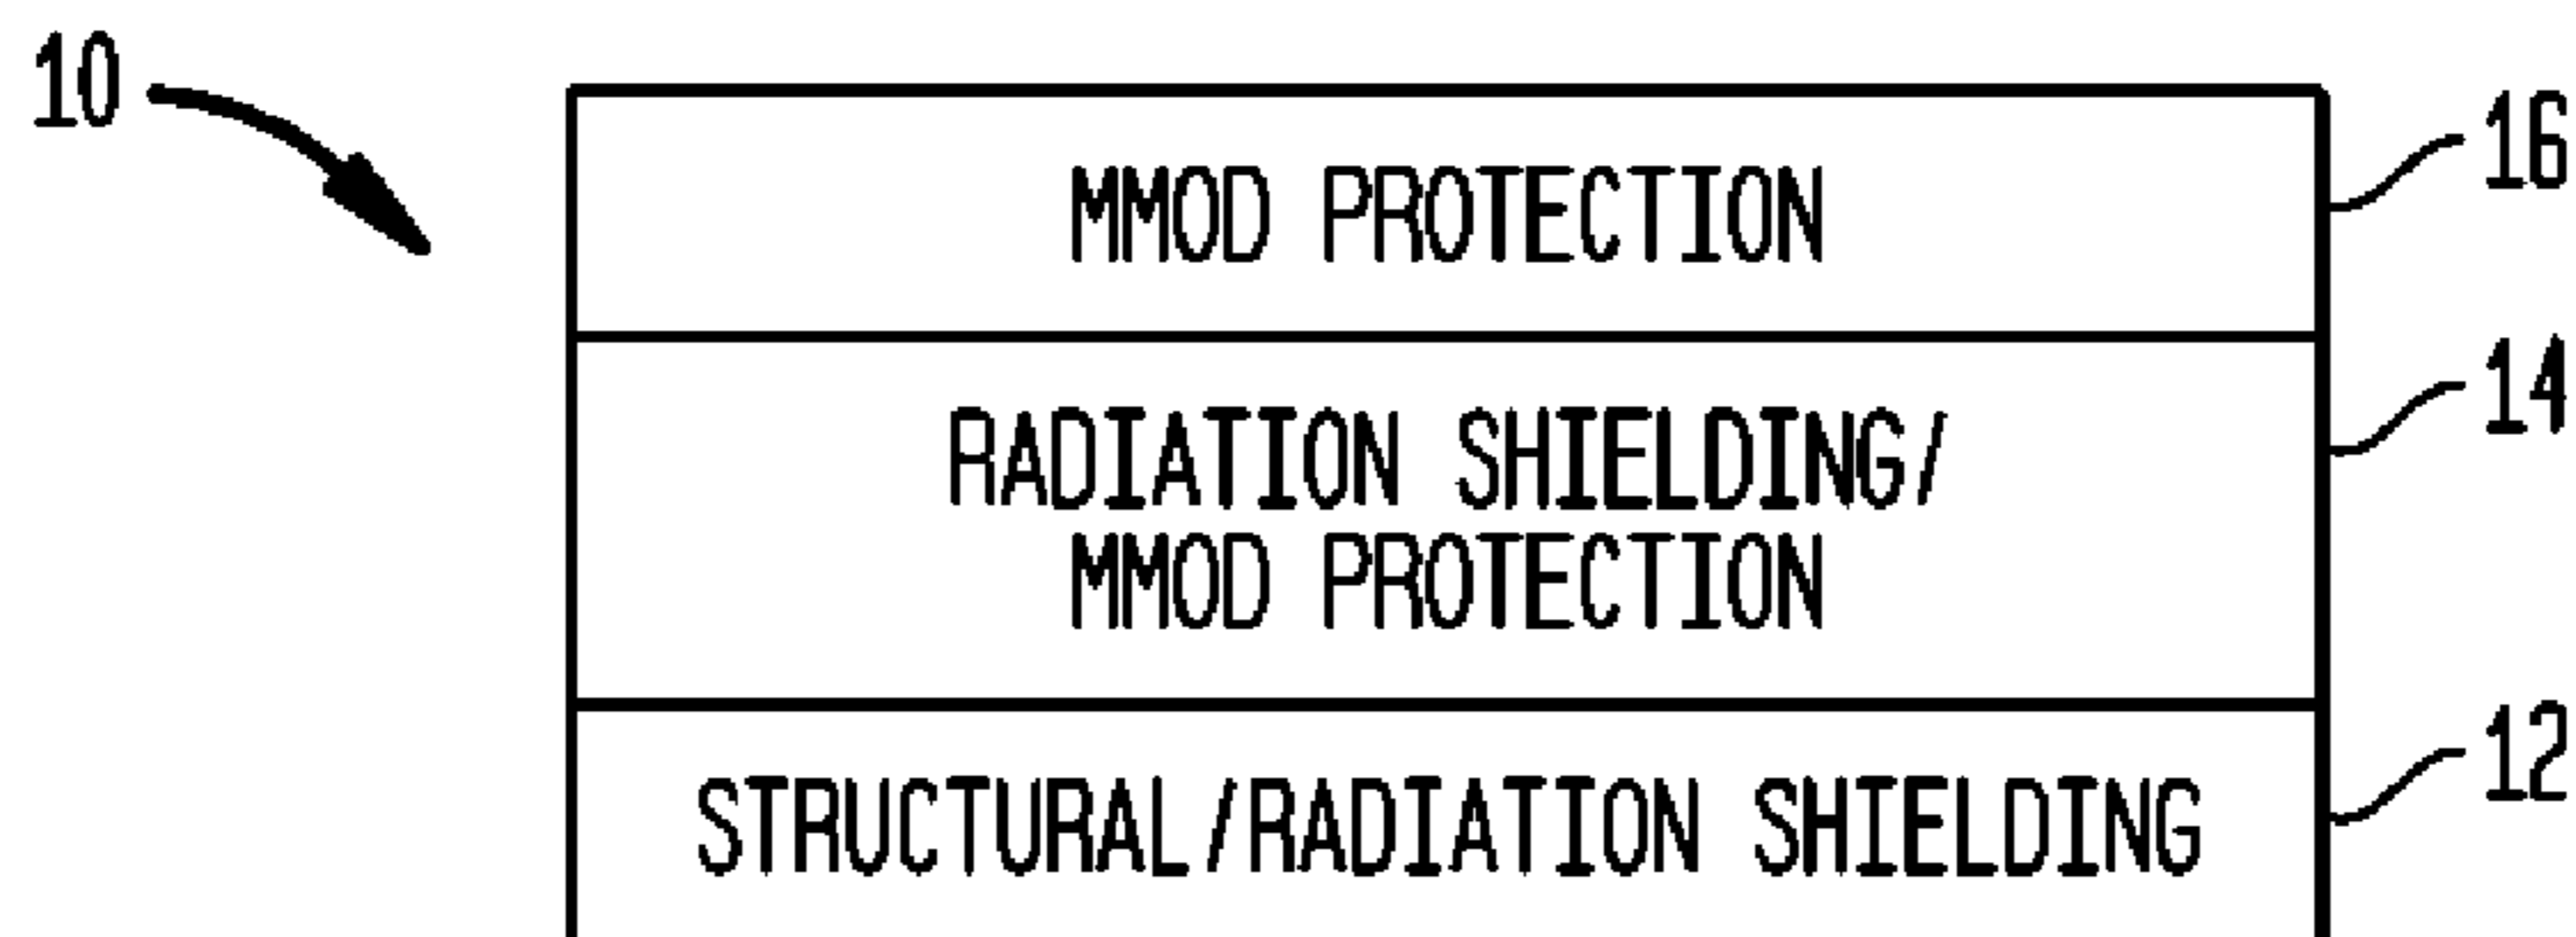 10
MMOD PROTECTION
16
RADIATION SHIELDING/
MMOD PROTECTION
14
STRUCTURAL/RADIATION SHIELDING
12